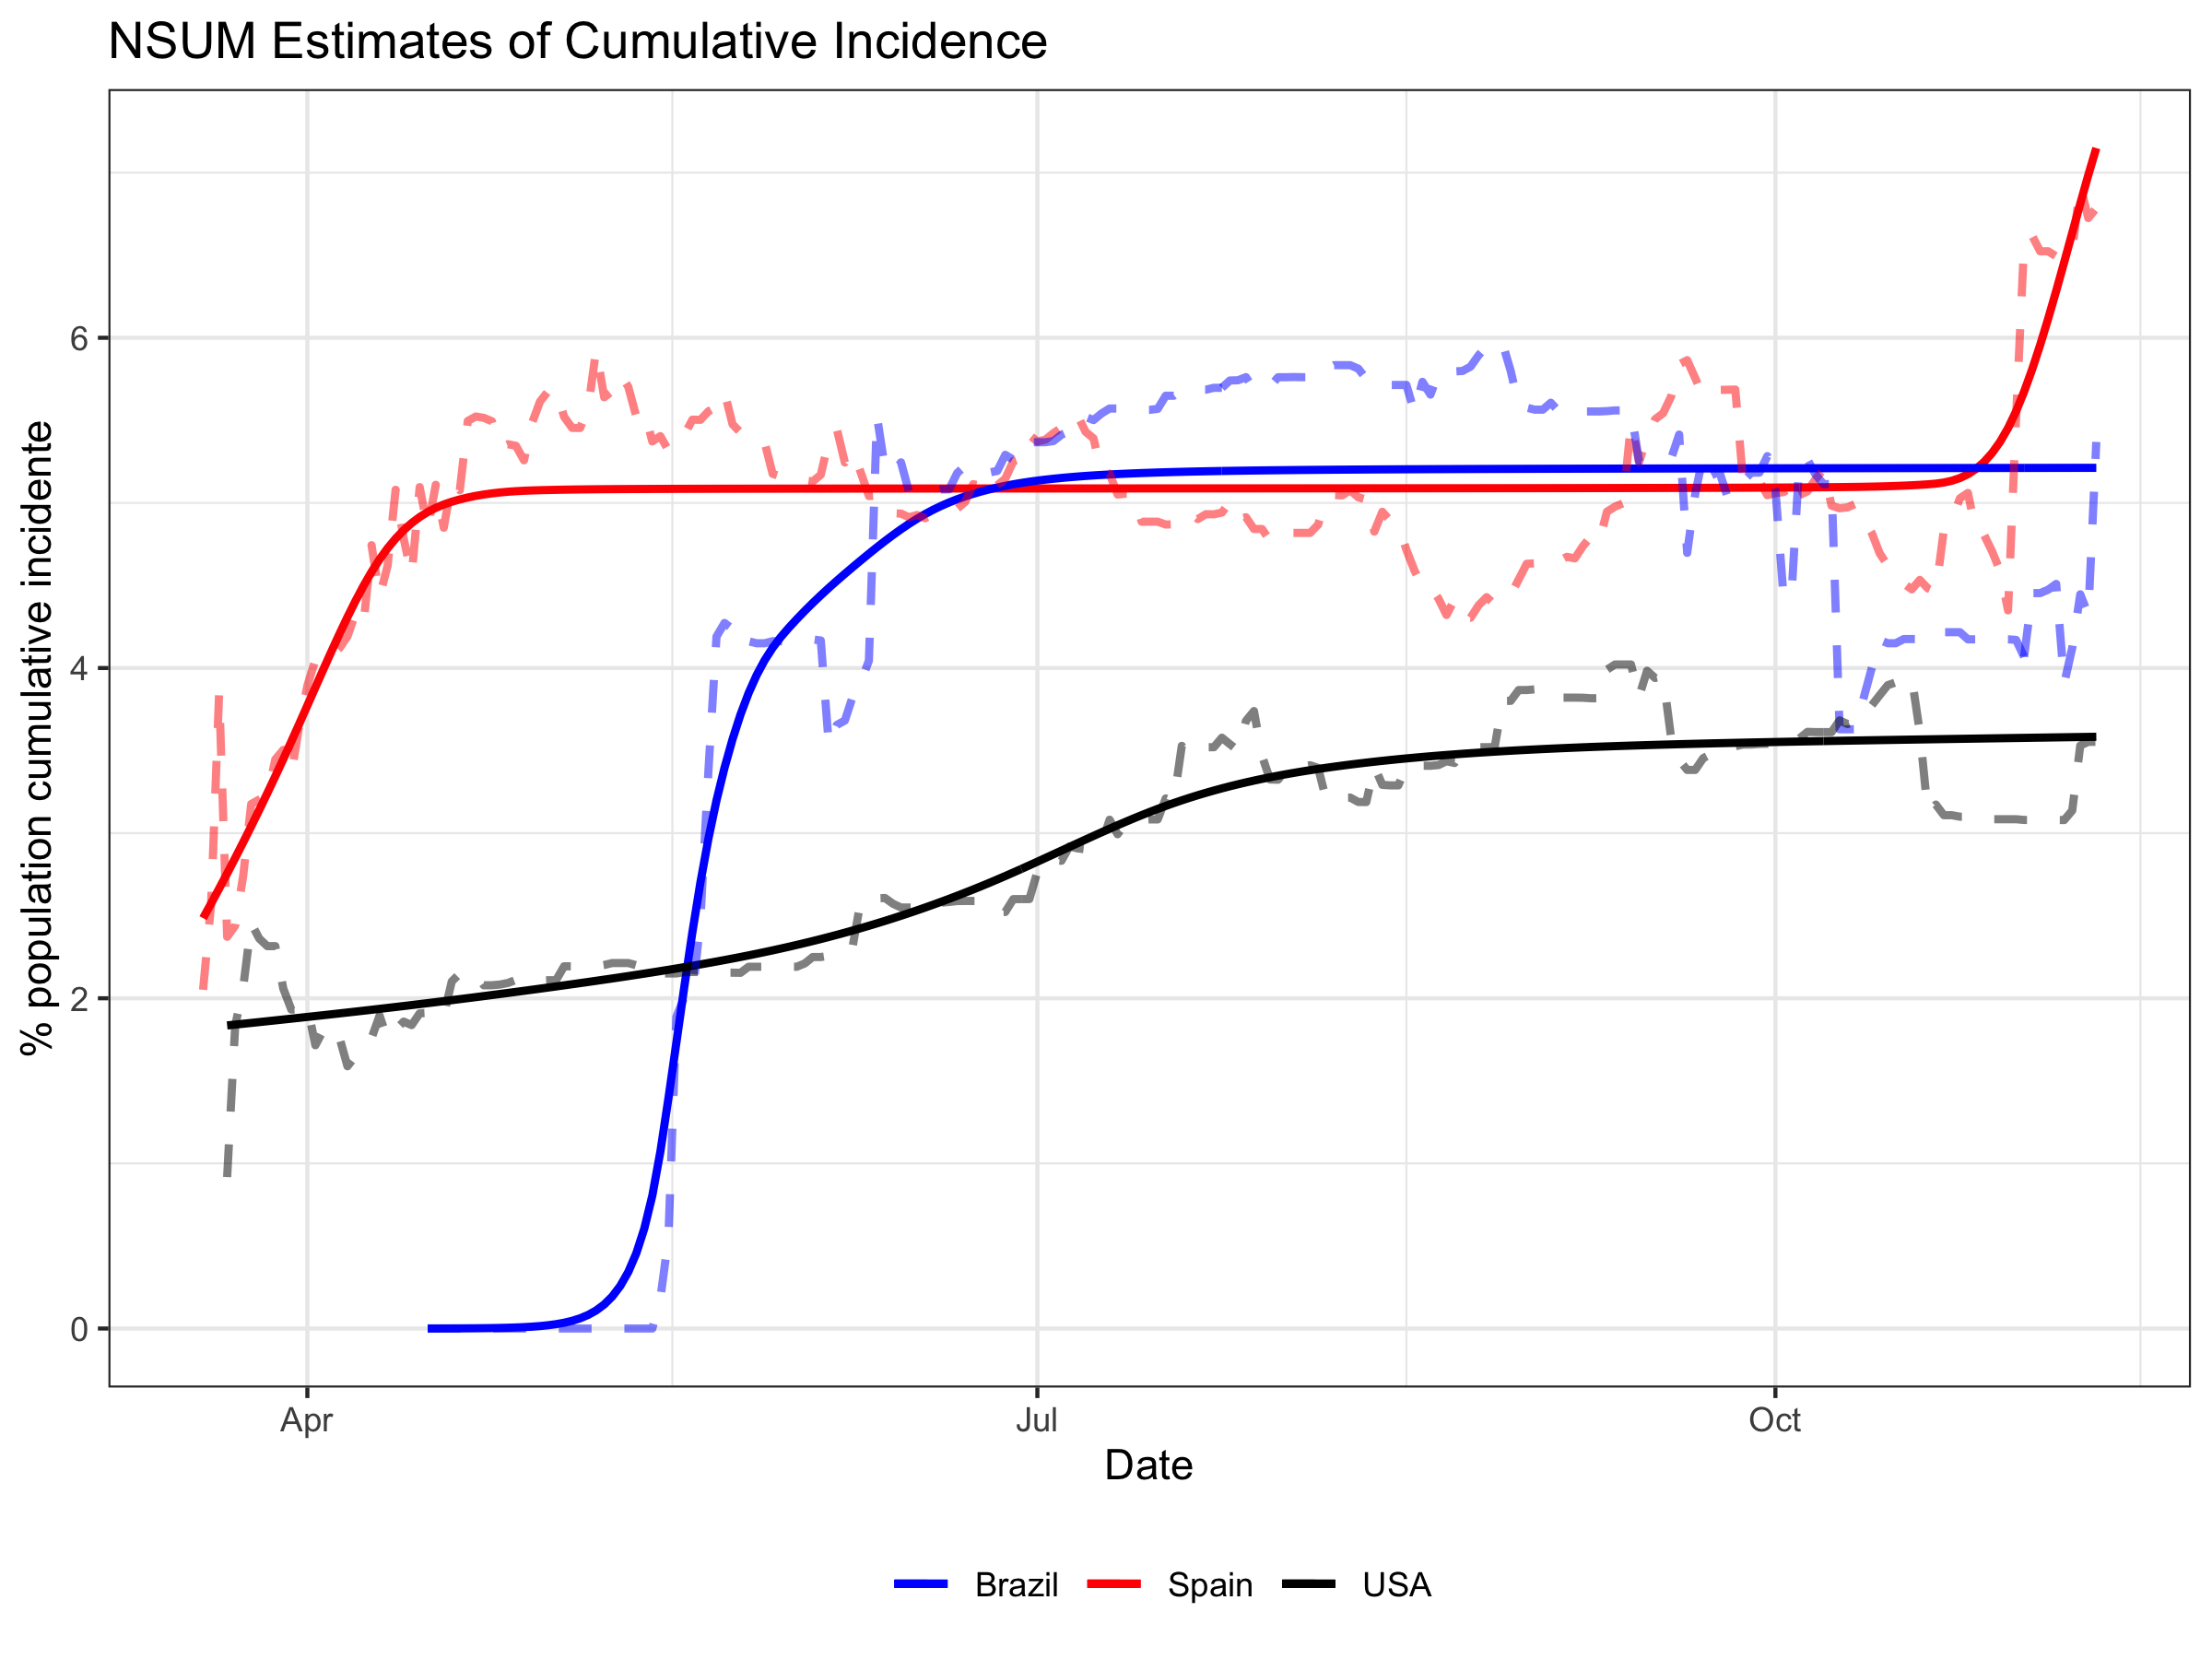 NSUM Estimates of Cumulative Incidence
% population cumulative incidente
6
4
2
0
Apr
Jul
Oct
Date
Brazil
Spain
USA